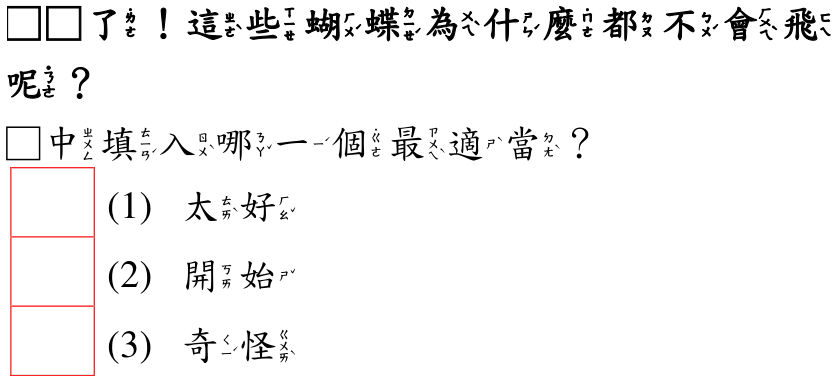 □□了！這些蝴蝶為什麼都不會飛
呢？
□中填入哪一個最適當？
(1) 太好
(2) 開始
(3) 奇怪